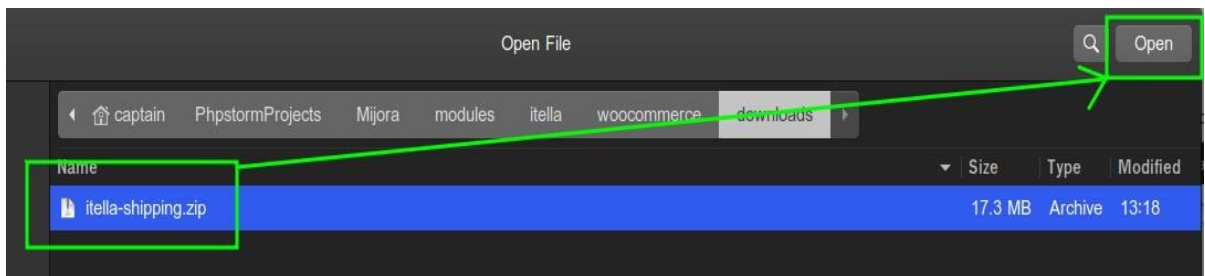 Open File
Open
captain PhpstormProjects Mijora modules itella woocommerce downloads
Name Size Type Modified
itella-shipping.zip 17.3 MB Archive 13:18